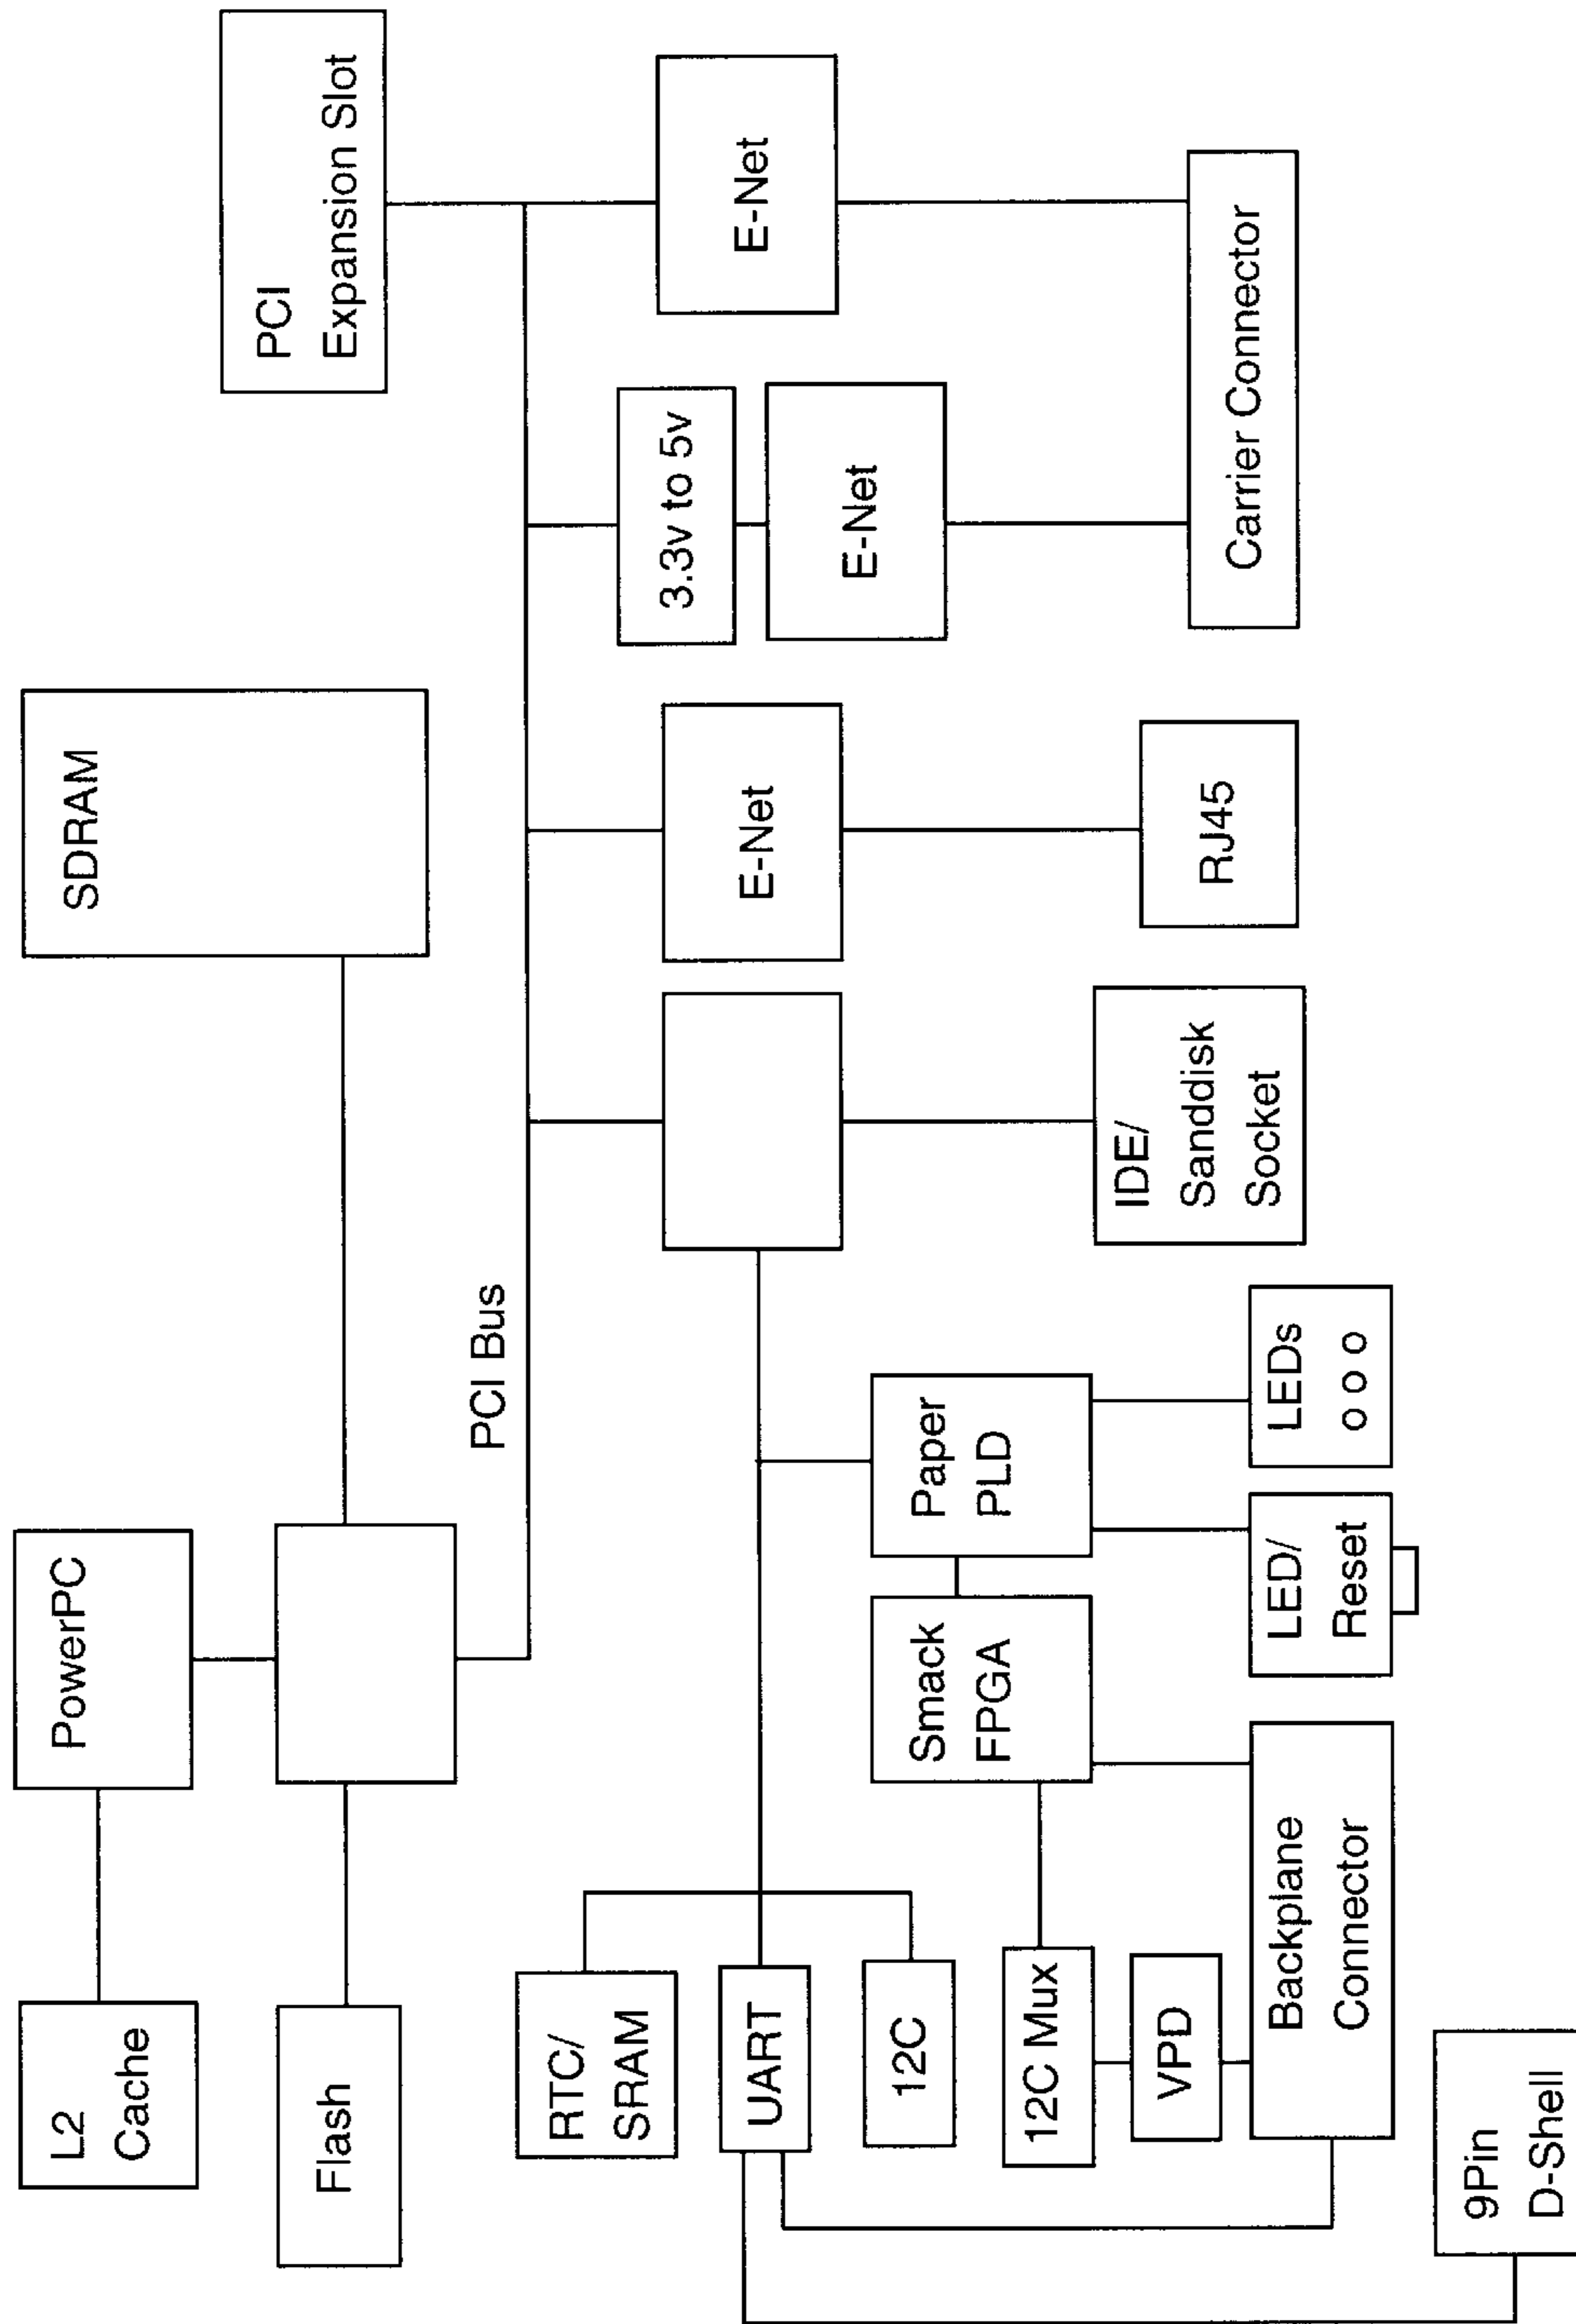 L2
Cache
PowerPC
SDRAM
PCI
Expansion Slot
Flash
PCI Bus
RTC/
SRAM
UART
12C
12C Mux
VPD
Backplane
Connector
9Pin
D-Shell
Smack
FPGA
Paper
PLD
LED/
Reset
LEDs
o o o
IDE/
Sanddisk
Socket
E-Net
RJ45
3.3v to 5v
E-Net
E-Net
Carrier Connector